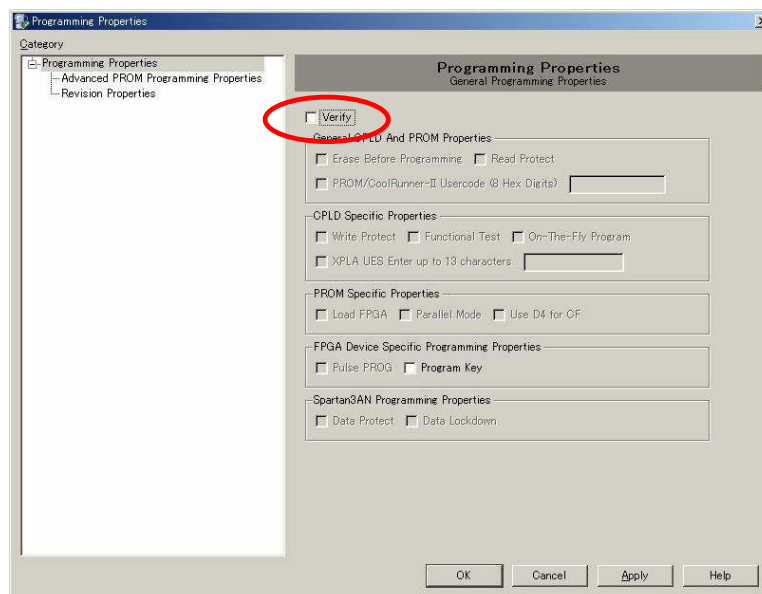 Programming Properties
Category
Programming Properties
Advanced PROM Programming Properties
Revision Properties
Programming Properties
General Programming Properties
Verify
General CPLD And PROM Properties
Erase Before Programming Read Protect
PROM/CoolRunner-II Usercode (8 Hex Digits)
CPLD Specific Properties
Write Protect Functional Test On-The-Fly Program
XPLA UES Enter up to 13 characters
PROM Specific Properties
Load FPGA Parallel Mode Use D4 for CF
FPGA Device Specific Programming Properties
Pulse PROG Program Key
Spartan3AN Programming Properties
Data Protect Data Lockdown
OK Cancel Apply Help